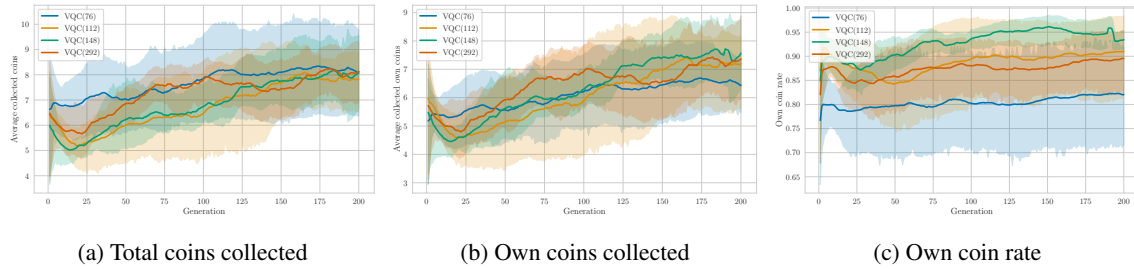 VQC(76)
VQC(112)
VQC(148)
VQC(292)
Average collected coins
10
9
8
7
6
5
4
0 25 50 75 100 125 150 175 200
Generation
(a) Total coins collected
VQC(76)
VQC(112)
VQC(148)
VQC(292)
Average collected own coins
9
8
7
6
5
4
3
0 25 50 75 100 125 150 175 200
Generation
(b) Own coins collected
VQC(76)
VQC(112)
VQC(148)
VQC(292)
Own coin rate
1.00
0.95
0.90
0.85
0.80
0.75
0.70
0.65
0 25 50 75 100 125 150 175 200
Generation
(c) Own coin rate